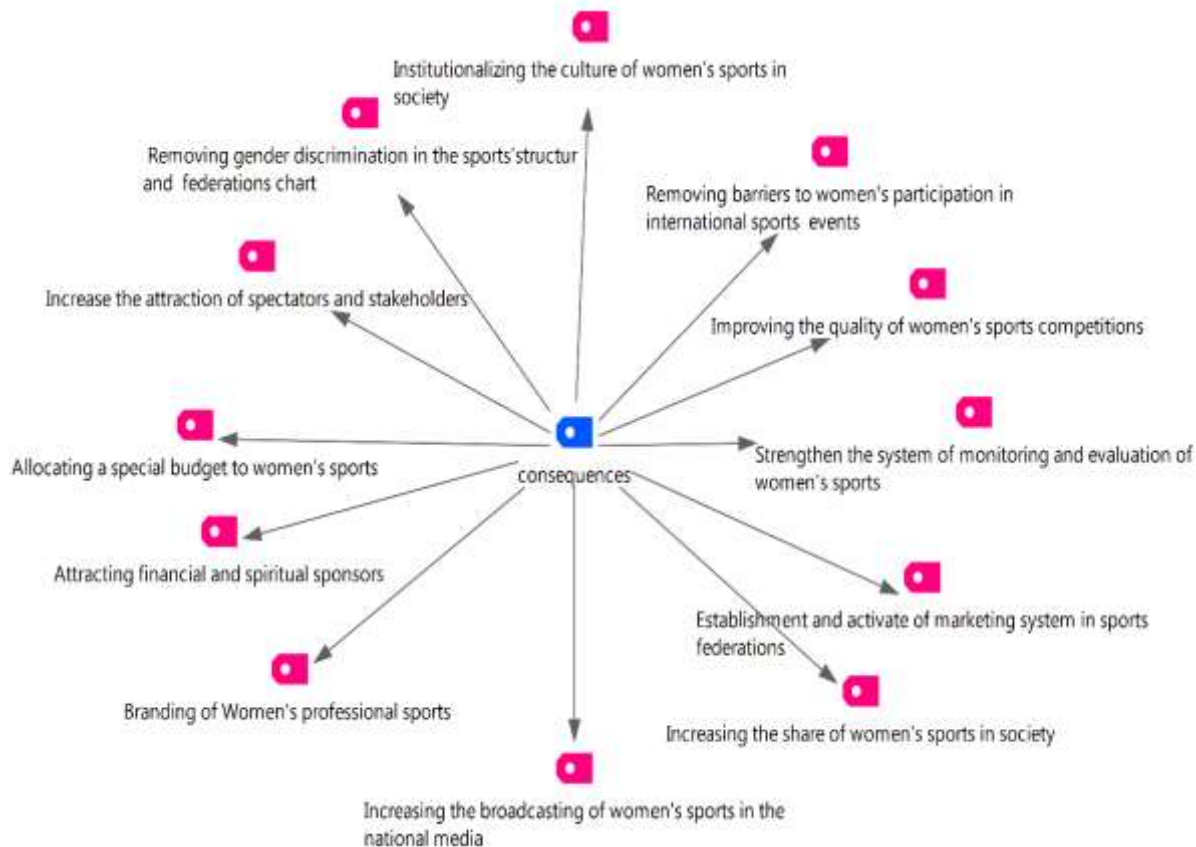 Institutionalizing the culture of women's sports in
society
Removing gender discrimination in the sports'structur
and federations chart
Removing barriers to women's participation in
international sports events
Increase the attraction of spectators and stakeholders
Improving the quality of women's sports competitions
Allocating a special budget to women's sports
consequences
Strengthen the system of monitoring and evaluation of
women's sports
Attracting financial and spiritual sponsors
Establishment and activate of marketing system in sports
federations
Branding of Women's professional sports
Increasing the share of women's sports in society
Increasing the broadcasting of women's sports in the
national media